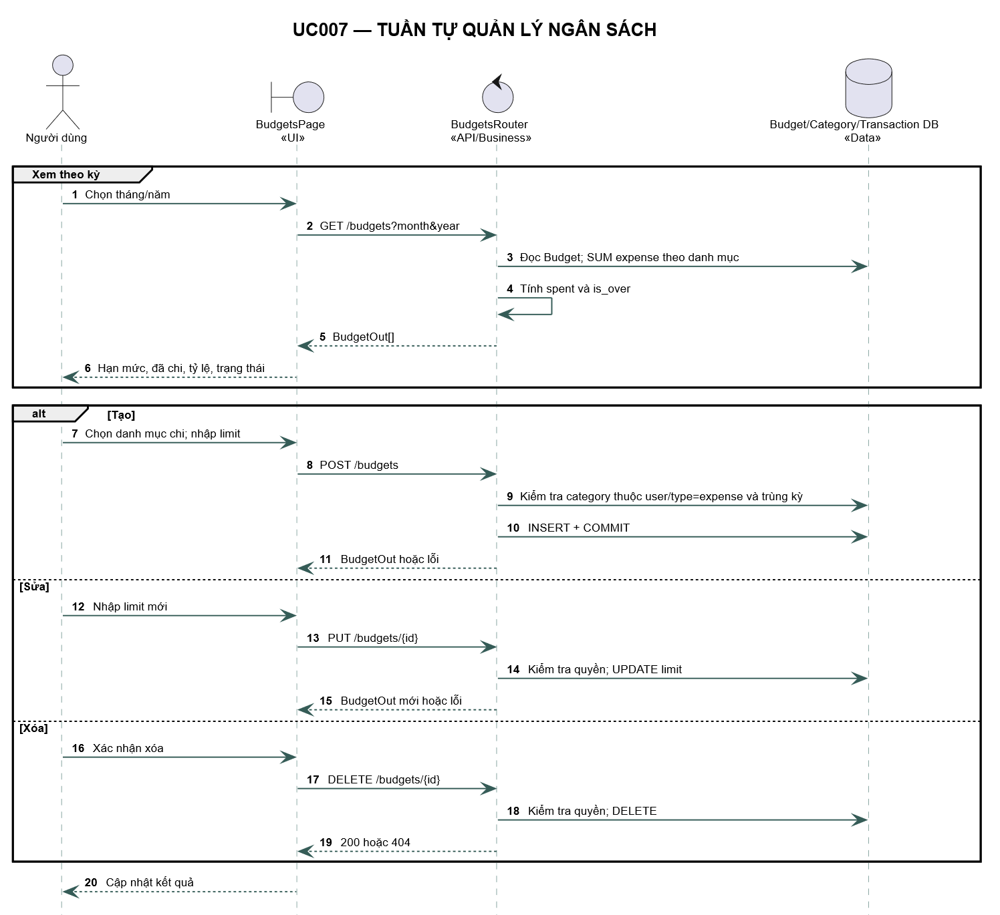 UC007 — TUẦN TỰ QUẢN LÝ NGÂN SÁCH
Người dùng
BudgetsPage
«UI»
BudgetsRouter
«API/Business»
Budget/Category/Transaction DB
«Data»
Xem theo kỳ
1 Chọn tháng/năm
2 GET /budgets?month&year
3 Đọc Budget; SUM expense theo danh mục
4 Tính spent và is_over
5 BudgetOut[]
6 Hạn mức, đã chi, tỷ lệ, trạng thái
alt [Tạo]
7 Chọn danh mục chi; nhập limit
8 POST /budgets
9 Kiểm tra category thuộc user/type=expense và trùng kỳ
10 INSERT + COMMIT
11 BudgetOut hoặc lỗi
[Sửa]
12 Nhập limit mới
13 PUT /budgets/{id}
14 Kiểm tra quyền; UPDATE limit
15 BudgetOut mới hoặc lỗi
[Xóa]
16 Xác nhận xóa
17 DELETE /budgets/{id}
18 Kiểm tra quyền; DELETE
19 200 hoặc 404
20 Cập nhật kết quả